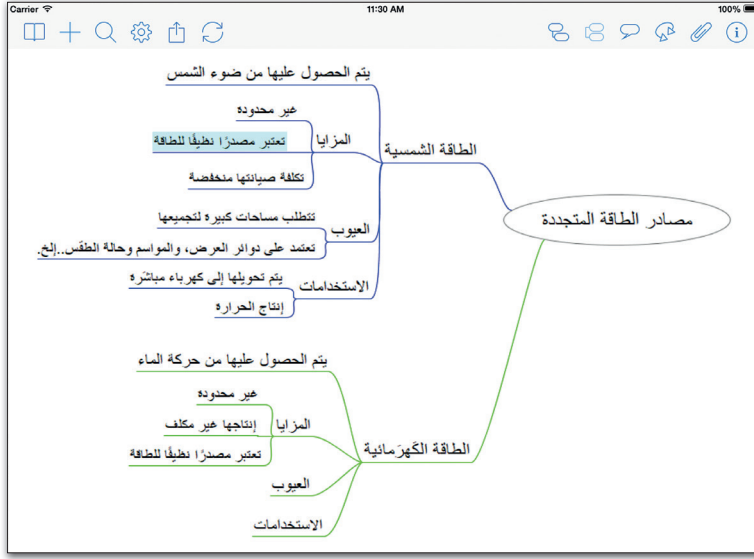 Carrier
11:30 AM
100%
مصادر الطاقة المتجددة
الطاقة الشمسية
يتم الحصول عليها من ضوء الشمس
المزايا
غير محدودة
تعتبر مصدرًا نظيفًا للطاقة
تكلفة صيانتها منخفضة
العيوب
تتطلب مساحات كبيرة لتجميعها
تعتمد على دوائر العرض، والمواسم وحالة الطقس..إلخ.
الاستخدامات
يتم تحويلها إلى كهرباء مباشرة
إنتاج الحرارة
الطاقة الكَهرَمائية
يتم الحصول عليها من حركة الماء
المزايا
غير محدودة
إنتاجها غير مكلف
تعتبر مصدرًا نظيفًا للطاقة
العيوب
الاستخدامات